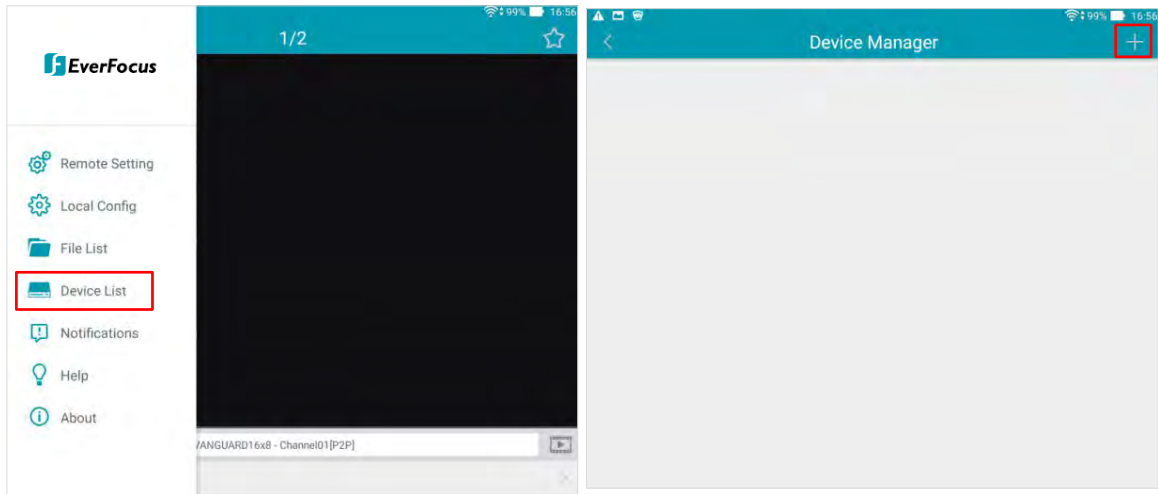 99% 16:56
1/2
EverFocus
Remote Setting
Local Config
File List
Device List
Notifications
Help
About
VANGUARD16x8 - Channel01[P2P]
99% 16:56
Device Manager